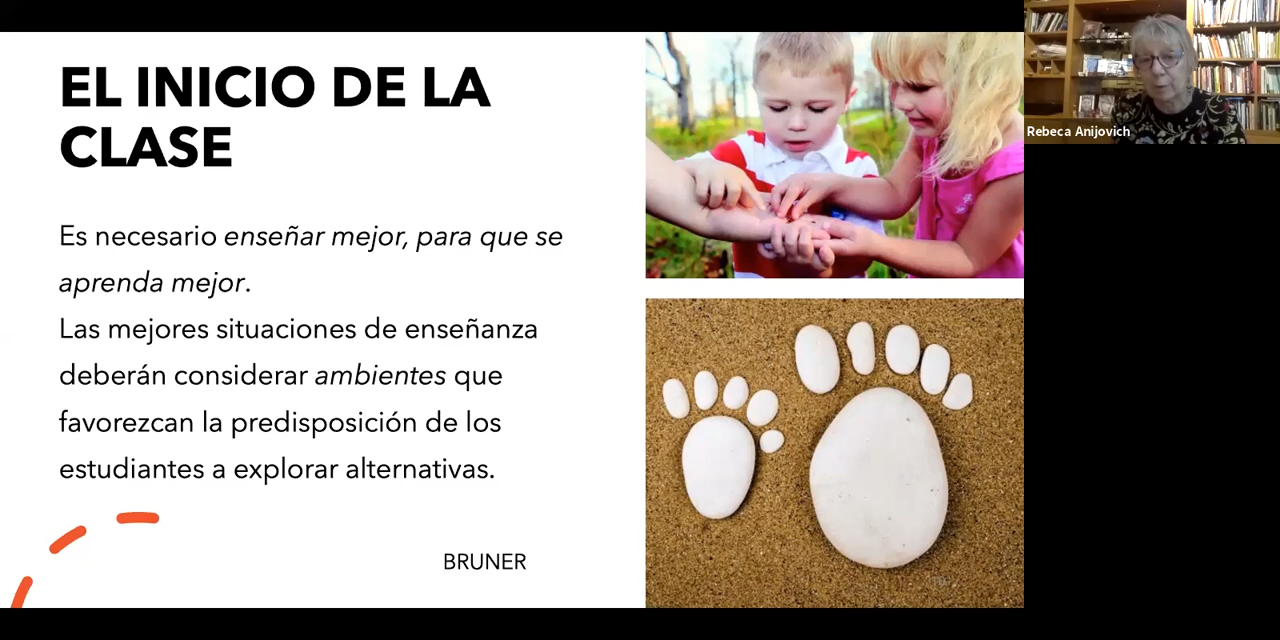 EL INICIO DE LA
CLASE
Es necesario enseñar mejor, para que se
aprenda mejor.
Las mejores situaciones de enseñanza
deberán considerar ambientes que
favorezcan la predisposición de los
estudiantes a explorar alternativas.
BRUNER
Rebeca Anijovich